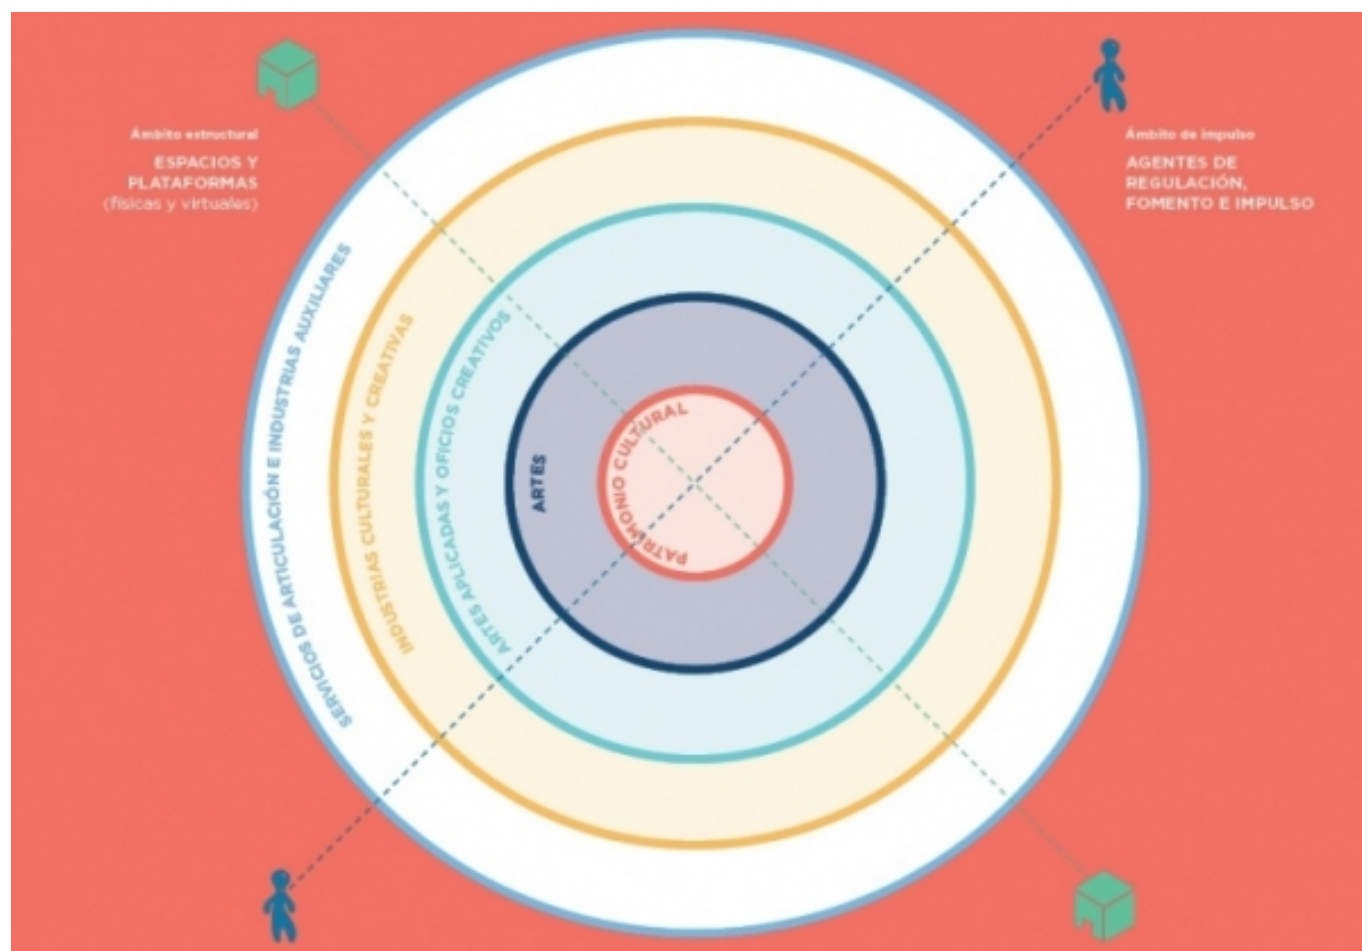 Ámbito estructural
ESPACIOS Y
PLATAFORMAS
(físicas y virtuales)
Ámbito de impulso
AGENTES DE
REGULACIÓN,
FOMENTO E IMPULSO
SERVICIOS DE ARTICULACIÓN E INDUSTRIAS AUXILIARES
INDUSTRIAS CULTURALES Y CREATIVAS
ARTES APLICADAS Y OFICIOS CREATIVOS
ARTES
PATRIMONIO CULTURAL